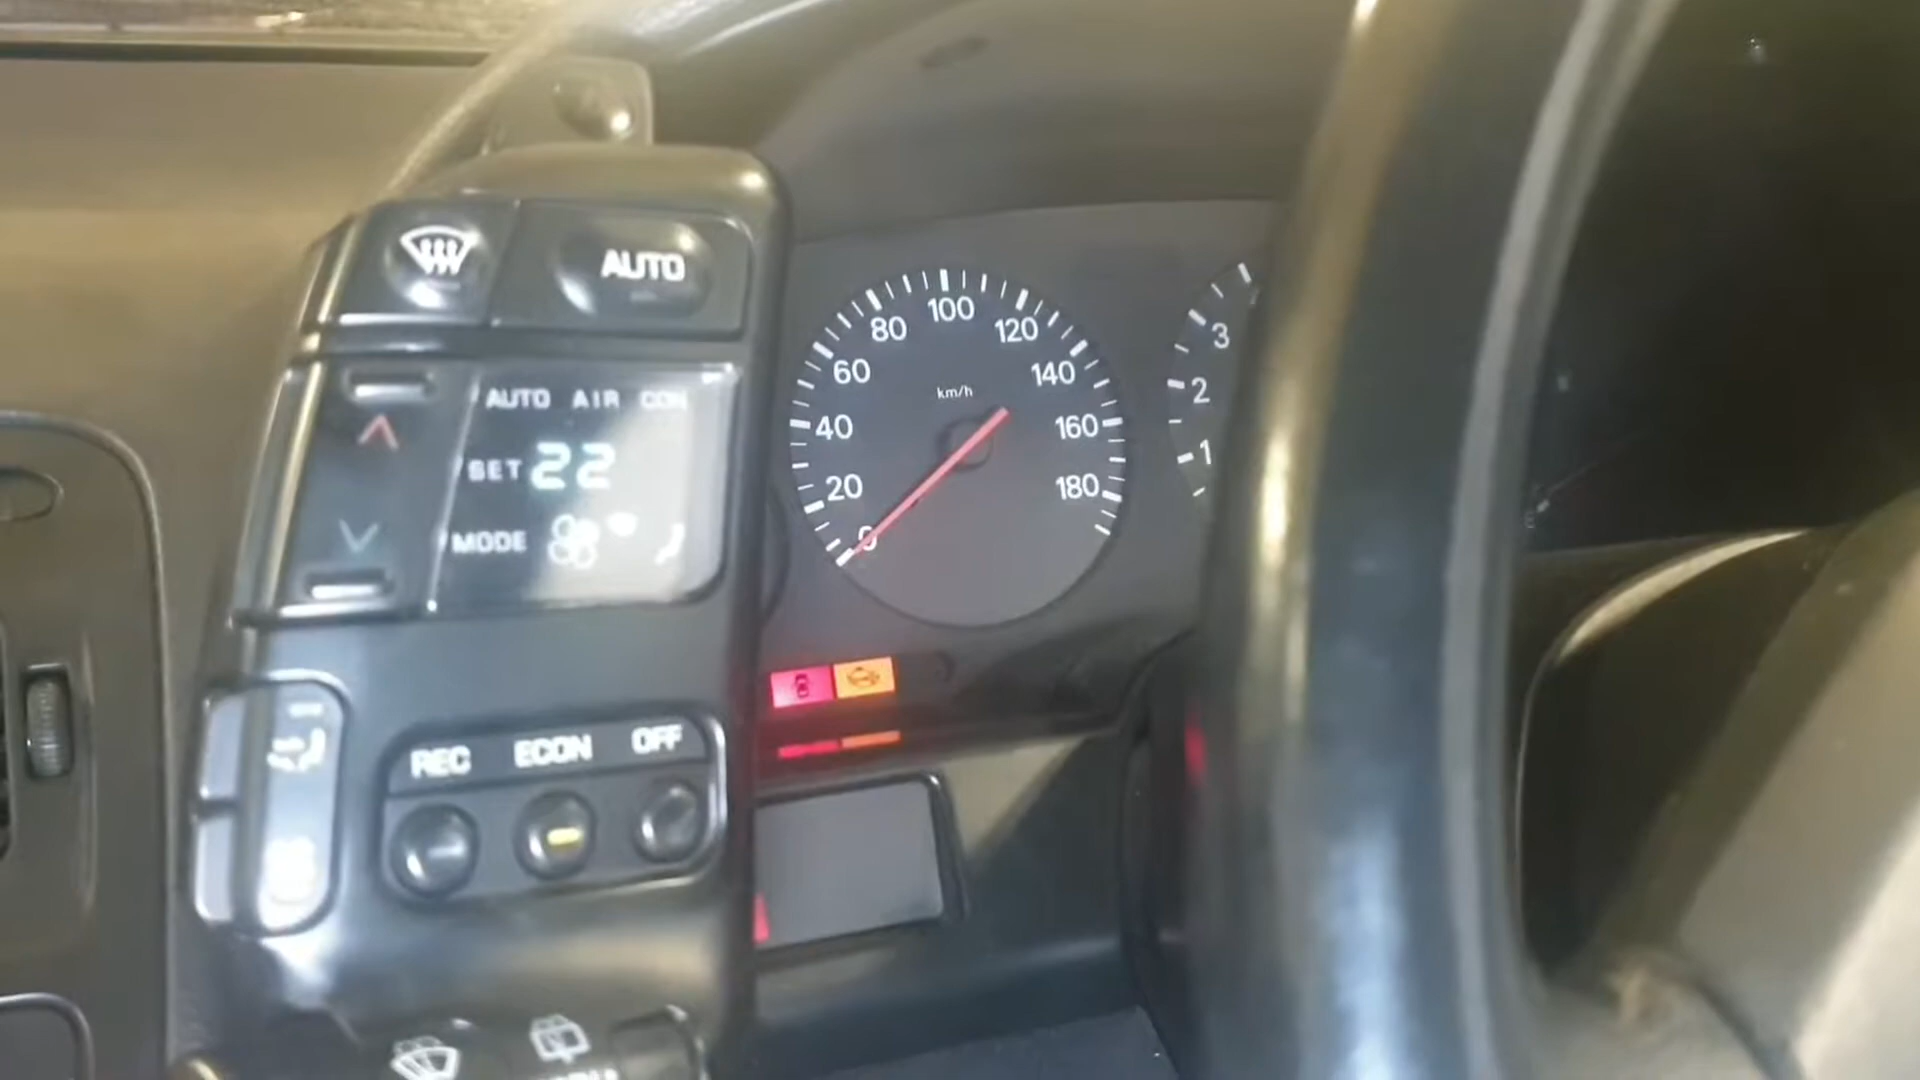 AUTO
AUTO AIR CON
SET 22
MODE
REC ECON OFF
100
80 120
60 140
km/h
40 160
20 180
0
3
2
1